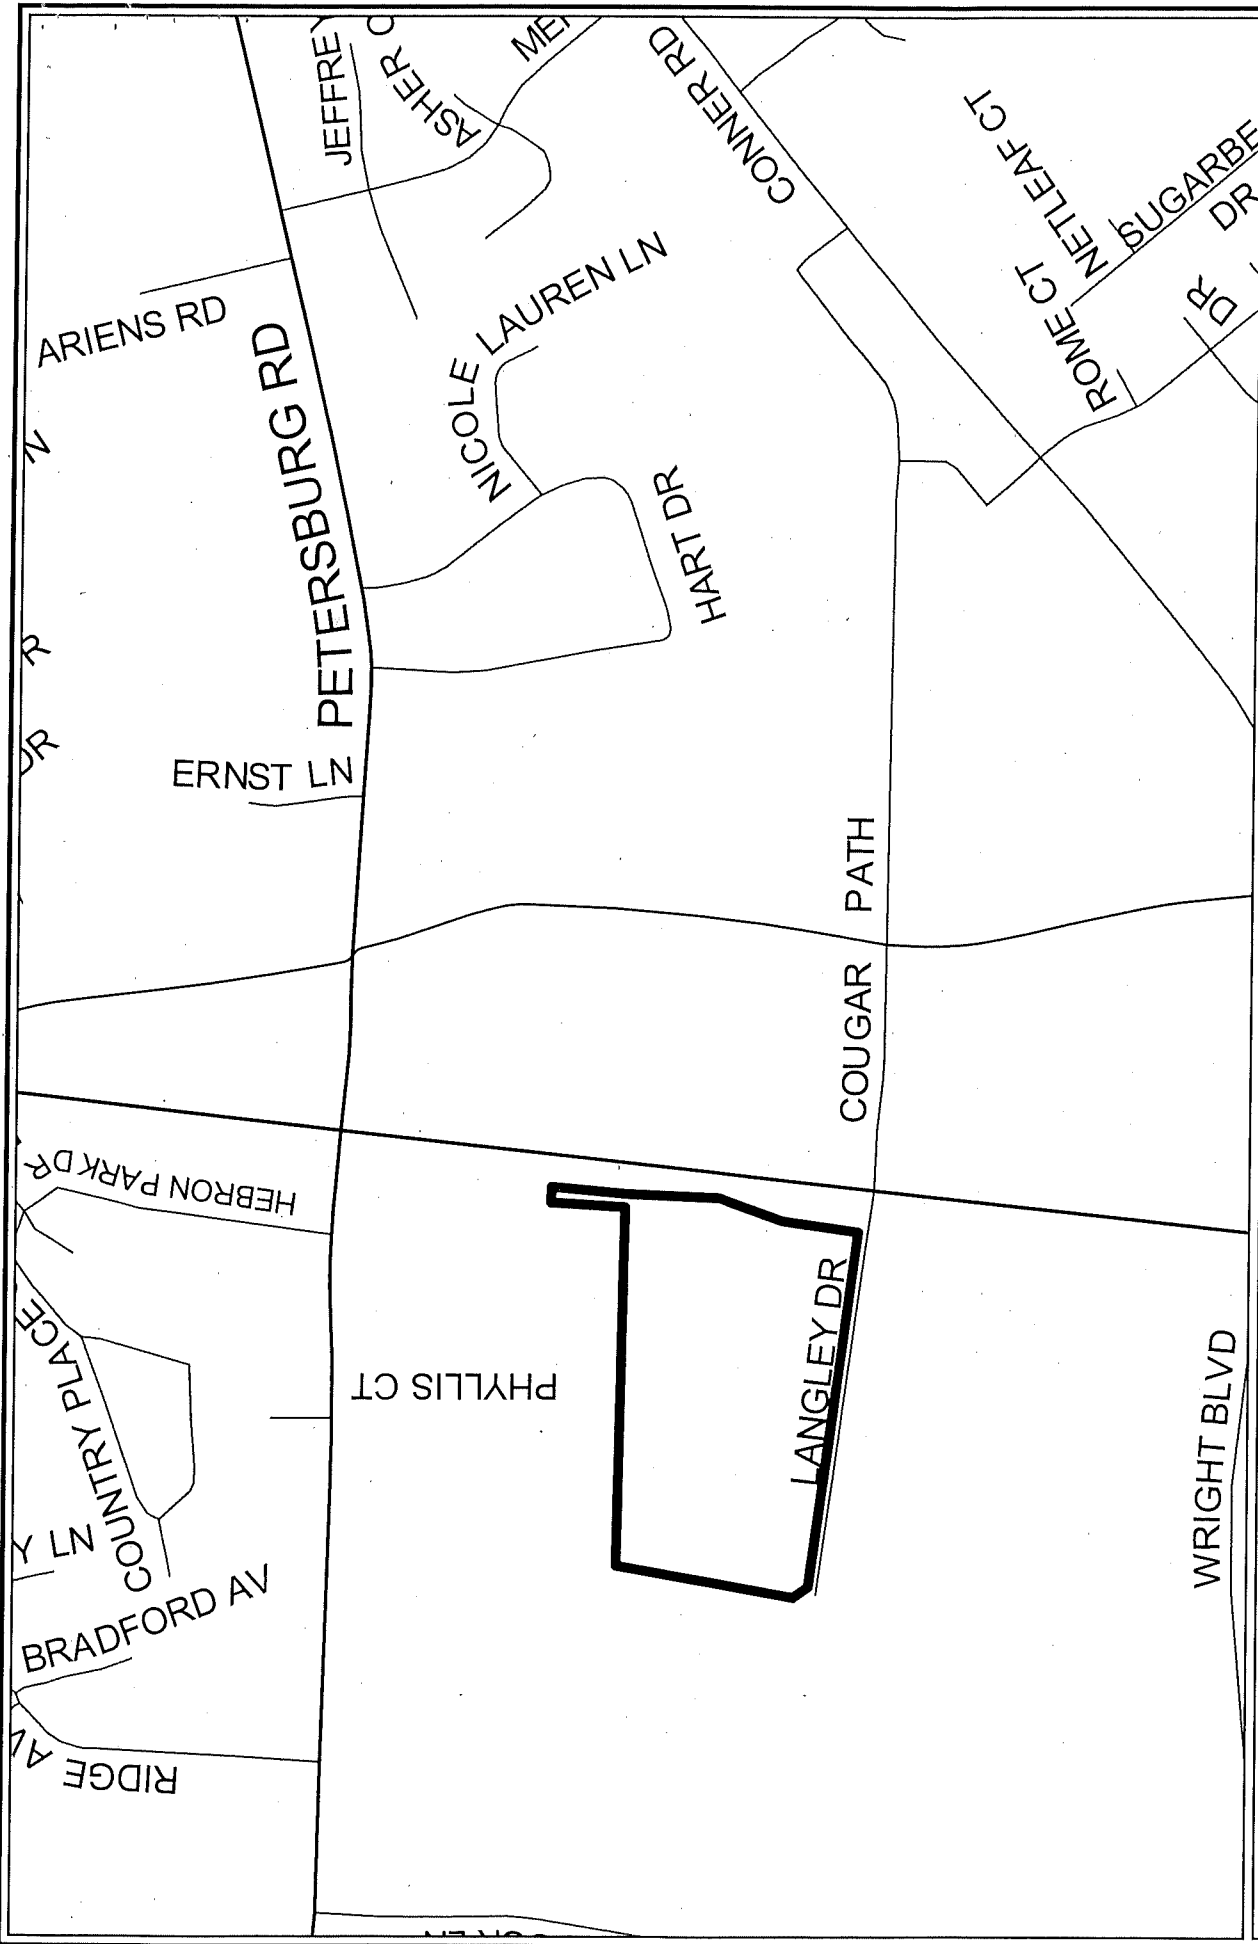 JEFFREY
ASHER
CONNER RD
NETLEAF CT
SUGARBE
DR
DR
ROME CT
ARIENS RD
PETERSBURG RD
NICOLE LAUREN LN
HART DR
ERNST LN
COUGAR PATH
HEBRON PARK DR
COUNTRY PLACE
PHYLLIS CT
LANGLEY DR
WRIGHT BLVD
Y LN
BRADFORD AV
RIDGE AV